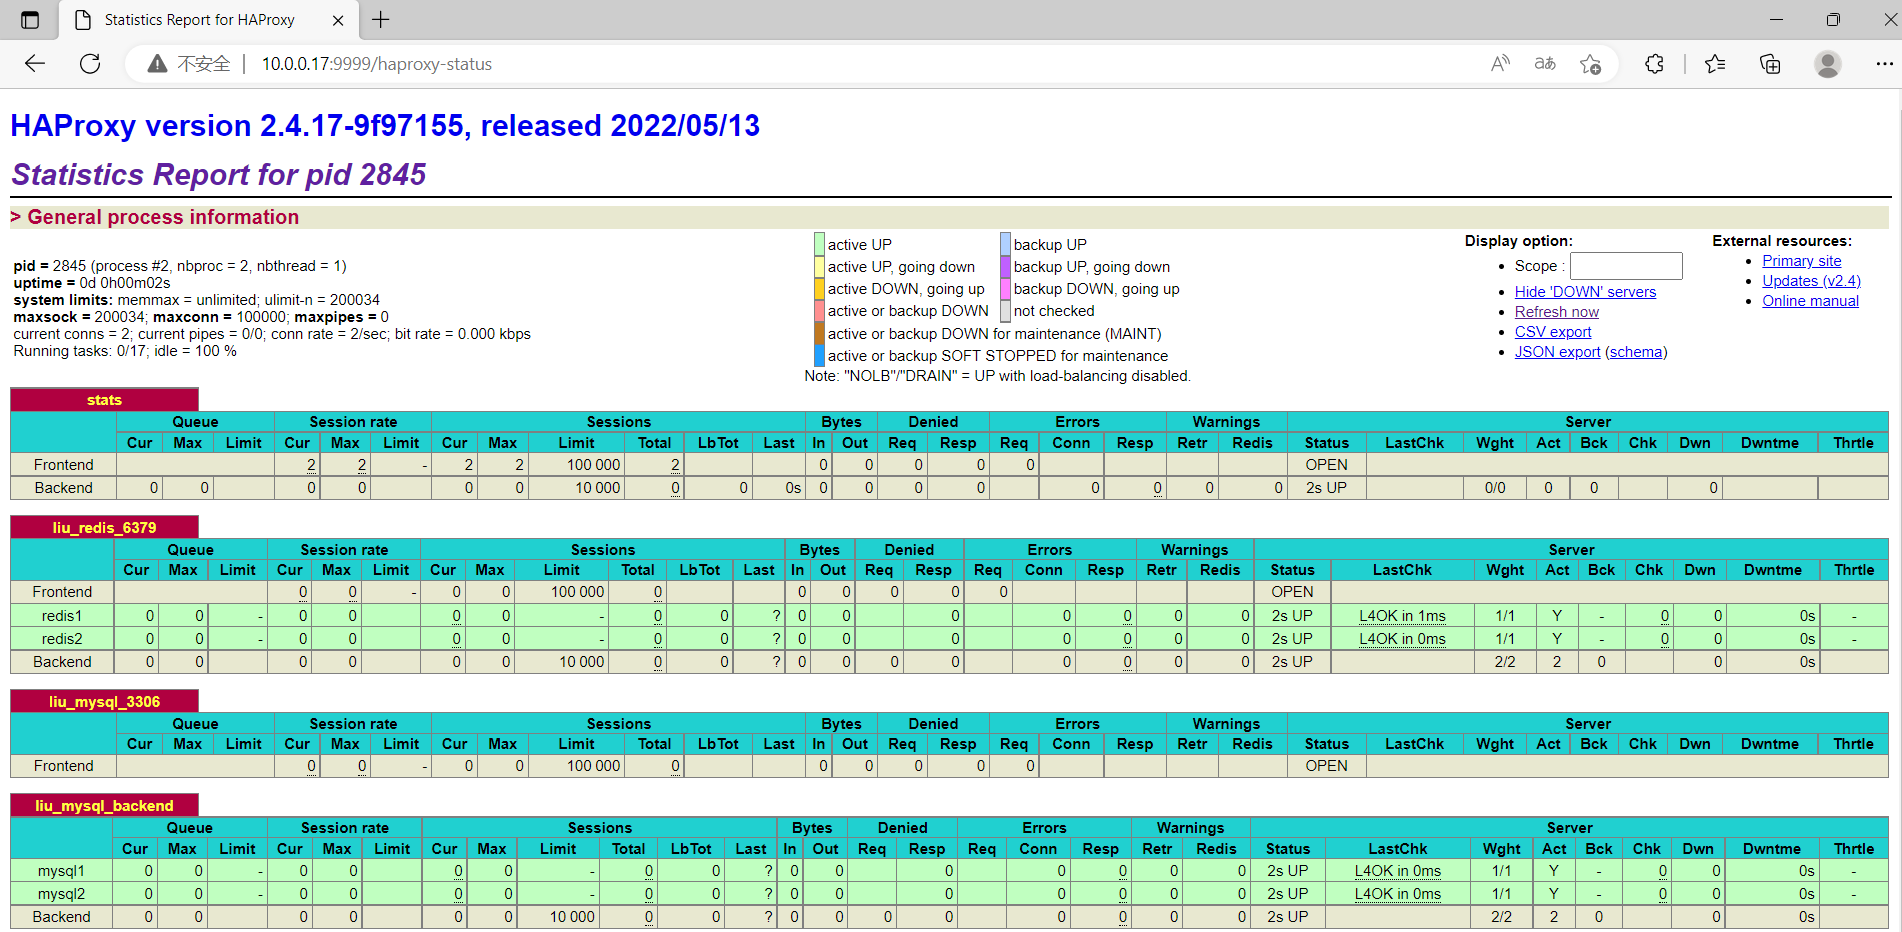 Statistics Report for HAProxy
不安全 10.0.0.17:9999/haproxy-status
HAProxy version 2.4.17-9f97155, released 2022/05/13
Statistics Report for pid 2845
> General process information
pid = 2845 (process #2, nbproc = 2, nbthread = 1)
uptime = 0d 0h00m02s
system limits: memmax = unlimited; ulimit-n = 200034
maxsock = 200034; maxconn = 100000; maxpipes = 0
current conns = 2; current pipes = 0/0; conn rate = 2/sec; bit rate = 0.000 kbps
Running tasks: 0/17; idle = 100 %
active UP backup UP
active UP, going down backup UP, going down
active DOWN, going up backup DOWN, going up
active or backup DOWN not checked
active or backup DOWN for maintenance (MAINT)
active or backup SOFT STOPPED for maintenance
Note: "NOLB"/"DRAIN" = UP with load-balancing disabled.
Display option:
Scope :
Hide 'DOWN' servers
Refresh now
CSV export
JSON export (schema)
External resources:
Primary site
Updates (v2.4)
Online manual
stats
Queue Session rate Sessions Bytes Denied Errors Warnings Server
Cur Max Limit Cur Max Limit Cur Max Limit Total LbTot Last In Out Req Resp Req Conn Resp Retr Redis Status LastChk Wght Act Bck Chk Dwn Dwntme Thrtle
Frontend 2 2 - 2 2 100 000 2 0 0 0 0 0 OPEN
Backend 0 0 0 0 0 0 10 000 0 0 0s 0 0 0 0 0 0 0 0 2s UP 0/0 0 0 0
liu_redis_6379
Queue Session rate Sessions Bytes Denied Errors Warnings Server
Cur Max Limit Cur Max Limit Cur Max Limit Total LbTot Last In Out Req Resp Req Conn Resp Retr Redis Status LastChk Wght Act Bck Chk Dwn Dwntme Thrtle
Frontend 0 0 - 0 0 100 000 0 0 0 0 0 0 OPEN
redis1 0 0 - 0 0 0 0 - 0 0 ? 0 0 0 0 0 0 0 2s UP L4OK in 1ms 1/1 Y - 0 0 0s -
redis2 0 0 - 0 0 0 0 - 0 0 ? 0 0 0 0 0 0 0 2s UP L4OK in 0ms 1/1 Y - 0 0 0s -
Backend 0 0 0 0 0 0 10 000 0 0 ? 0 0 0 0 0 0 0 0 2s UP 2/2 2 0 0 0s
liu_mysql_3306
Queue Session rate Sessions Bytes Denied Errors Warnings Server
Cur Max Limit Cur Max Limit Cur Max Limit Total LbTot Last In Out Req Resp Req Conn Resp Retr Redis Status LastChk Wght Act Bck Chk Dwn Dwntme Thrtle
Frontend 0 0 - 0 0 100 000 0 0 0 0 0 0 OPEN
liu_mysql_backend
Queue Session rate Sessions Bytes Denied Errors Warnings Server
Cur Max Limit Cur Max Limit Cur Max Limit Total LbTot Last In Out Req Resp Req Conn Resp Retr Redis Status LastChk Wght Act Bck Chk Dwn Dwntme Thrtle
mysql1 0 0 - 0 0 0 0 - 0 0 ? 0 0 0 0 0 0 0 2s UP L4OK in 0ms 1/1 Y - 0 0 0s -
mysql2 0 0 - 0 0 0 0 - 0 0 ? 0 0 0 0 0 0 0 2s UP L4OK in 0ms 1/1 Y - 0 0 0s -
Backend 0 0 0 0 0 0 10 000 0 0 ? 0 0 0 0 0 0 0 0 2s UP 2/2 2 0 0 0s